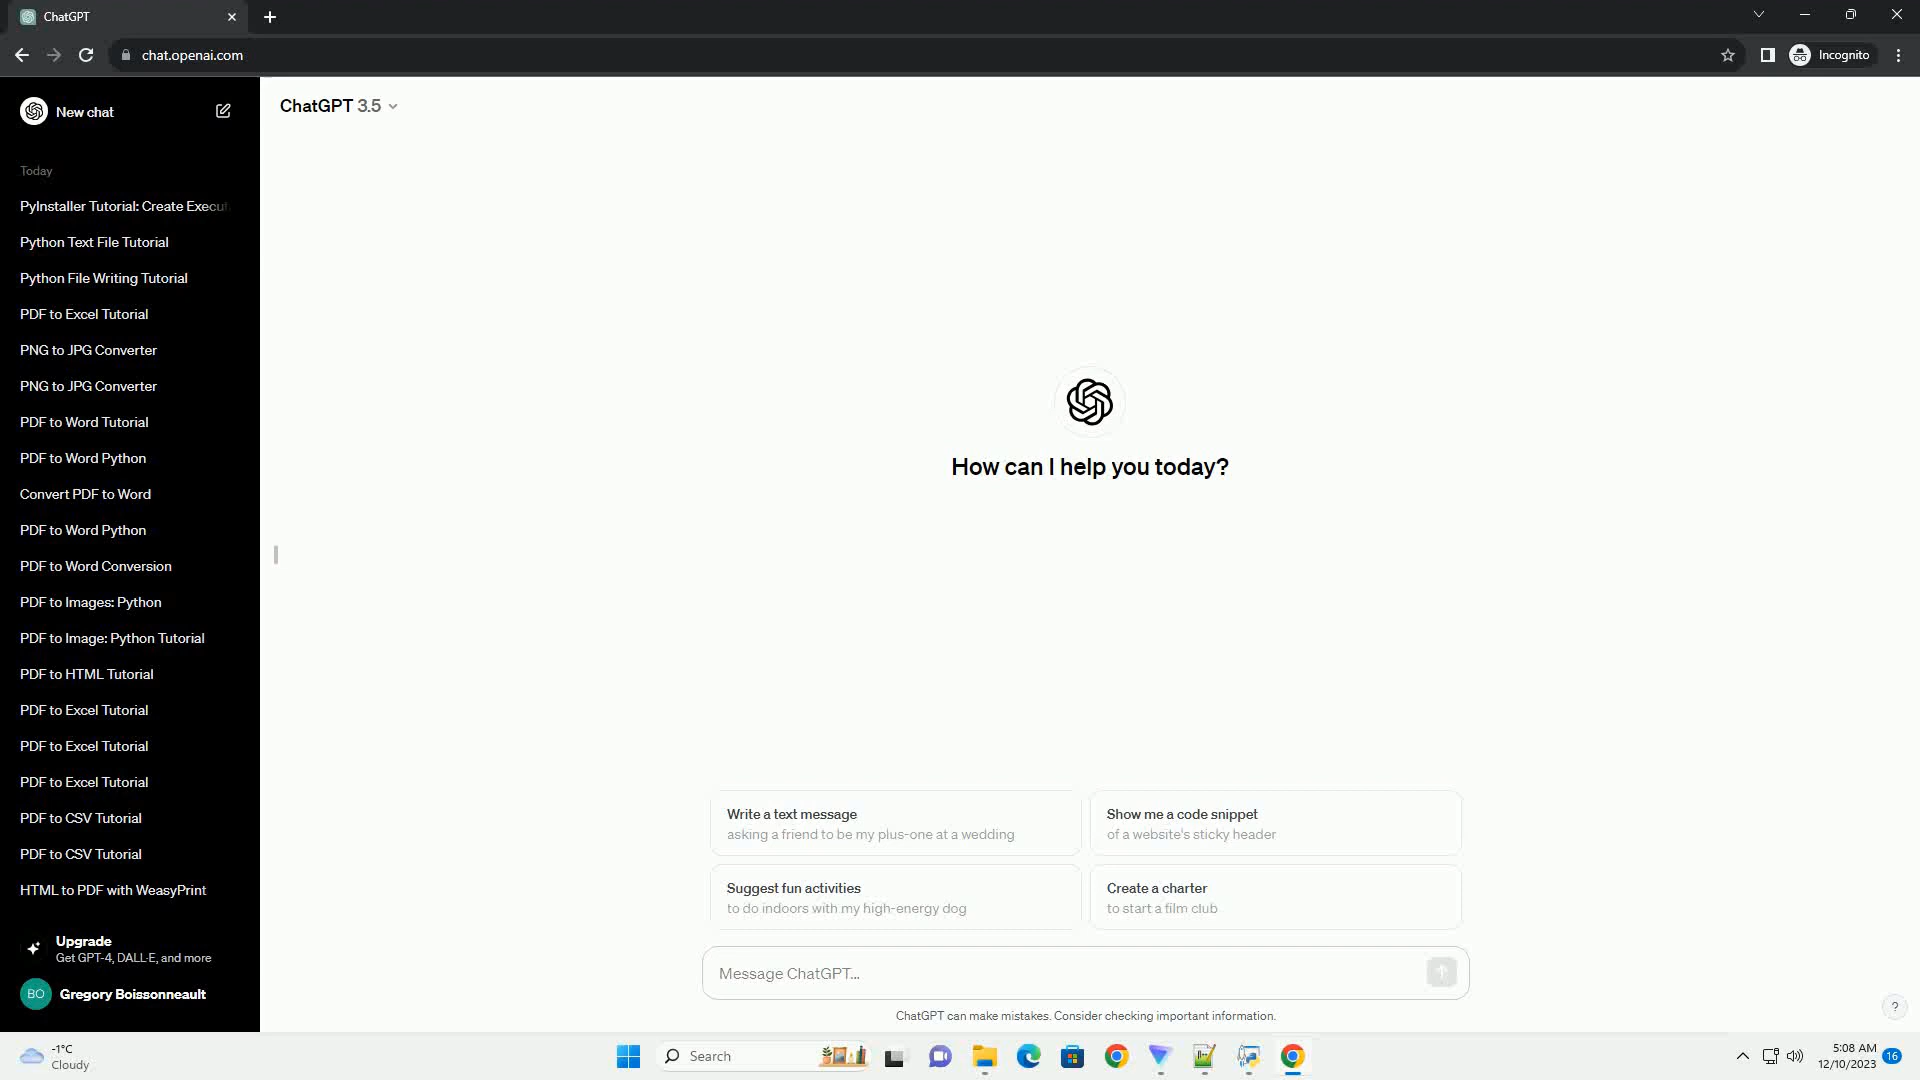 ChatGPT
chat.openai.com
Incognito
New chat
ChatGPT 3.5
Today
PyInstaller Tutorial: Create Execut
Python Text File Tutorial
Python File Writing Tutorial
PDF to Excel Tutorial
PNG to JPG Converter
PNG to JPG Converter
PDF to Word Tutorial
PDF to Word Python
Convert PDF to Word
PDF to Word Python
PDF to Word Conversion
PDF to Images: Python
PDF to Image: Python Tutorial
PDF to HTML Tutorial
PDF to Excel Tutorial
PDF to Excel Tutorial
PDF to Excel Tutorial
PDF to CSV Tutorial
PDF to CSV Tutorial
HTML to PDF with WeasyPrint
Upgrade
Get GPT-4, DALL·E, and more
BO
Gregory Boissonneault
How can I help you today?
Write a text message
asking a friend to be my plus-one at a wedding
Show me a code snippet
of a website's sticky header
Suggest fun activities
to do indoors with my high-energy dog
Create a charter
to start a film club
Message ChatGPT...
ChatGPT can make mistakes. Consider checking important information.
?
-1°C
Cloudy
Search
5:08 AM
12/10/2023
16